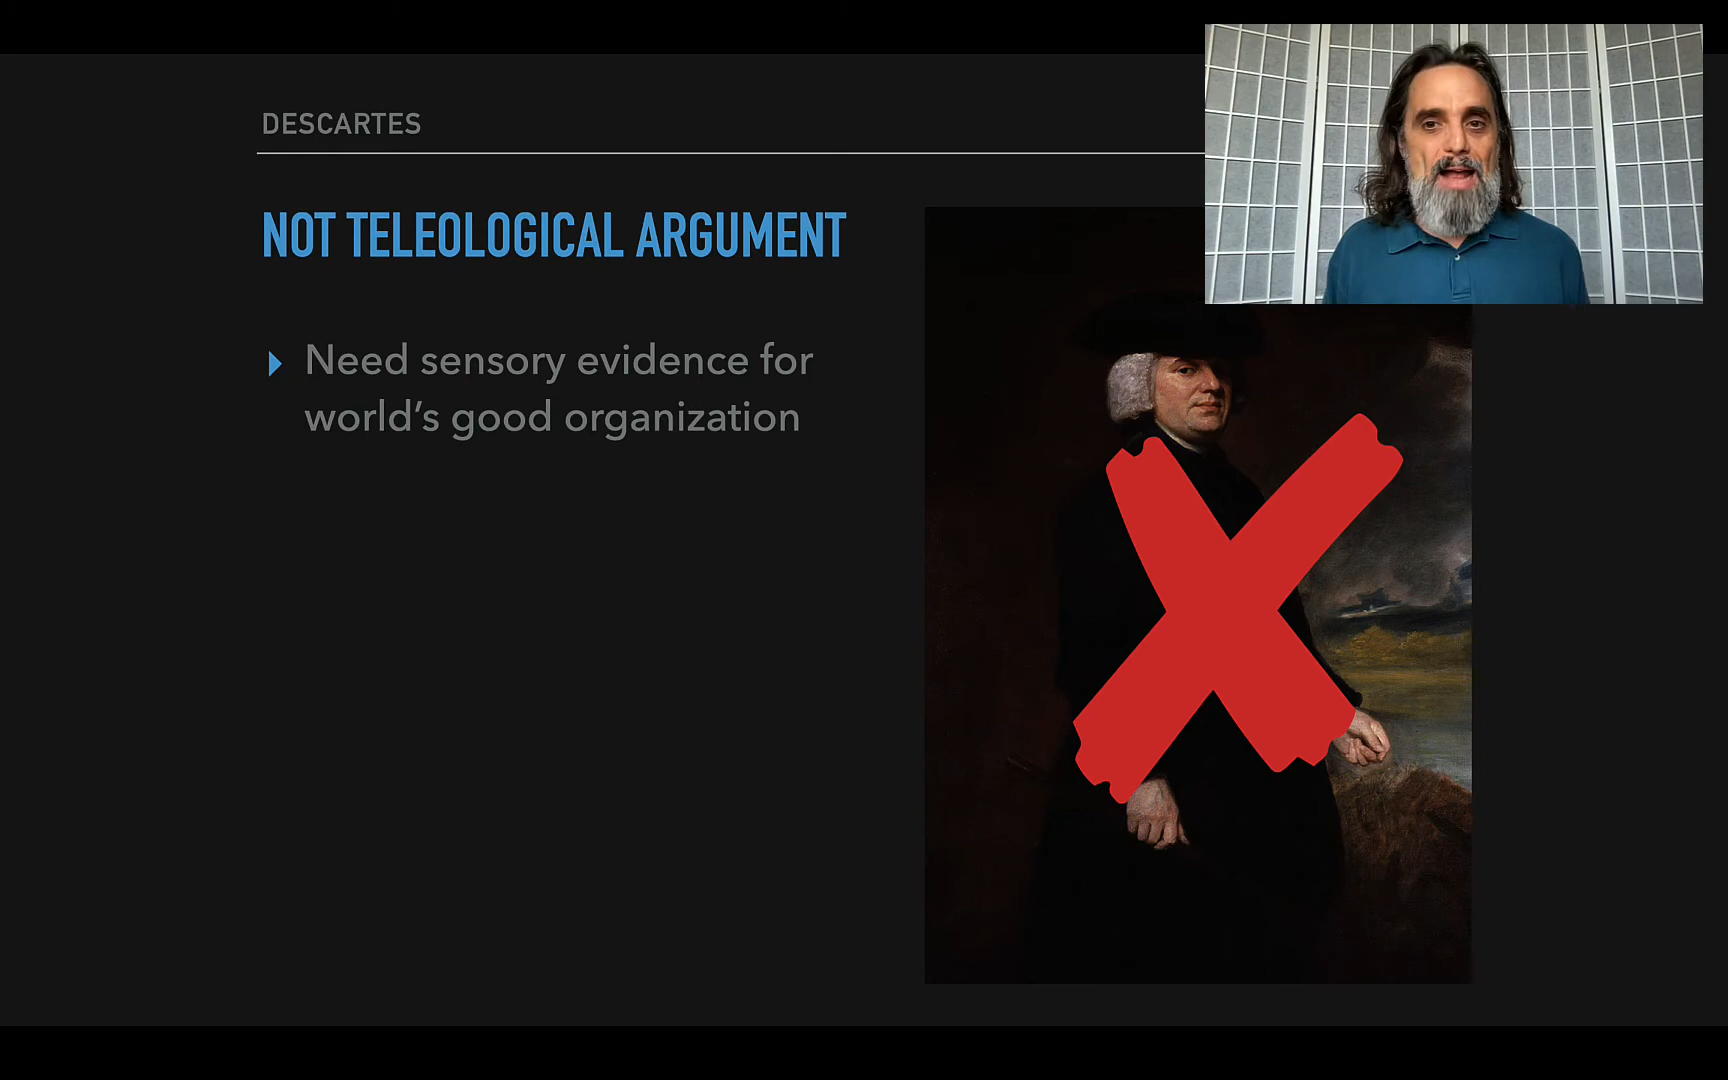 DESCARTES
NOT TELEOLOGICAL ARGUMENT
Need sensory evidence for
world’s good organization